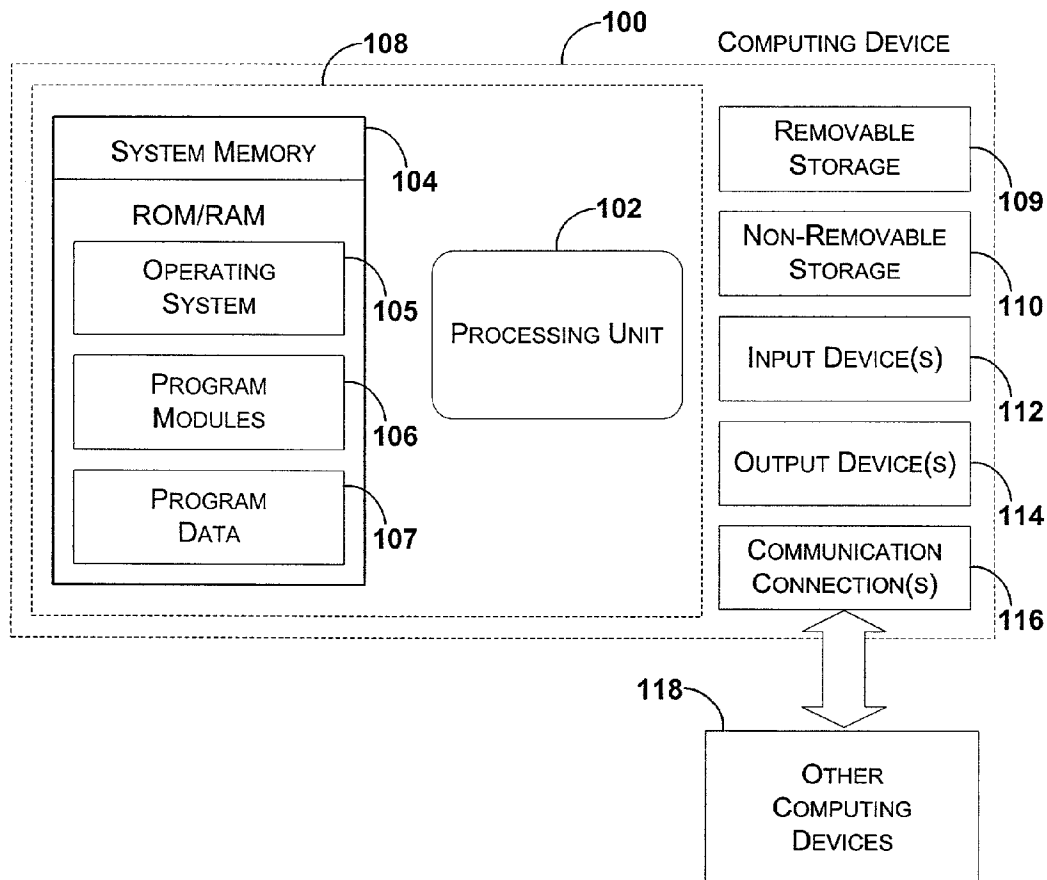 108
100
COMPUTING DEVICE
SYSTEM MEMORY
104
ROM/RAM
OPERATING
SYSTEM
105
PROGRAM
MODULES
106
PROGRAM
DATA
107
102
PROCESSING UNIT
REMOVABLE
STORAGE
109
NON-REMOVABLE
STORAGE
110
INPUT DEVICE(S)
112
OUTPUT DEVICE(S)
114
COMMUNICATION
CONNECTION(S)
116
118
OTHER
COMPUTING
DEVICES